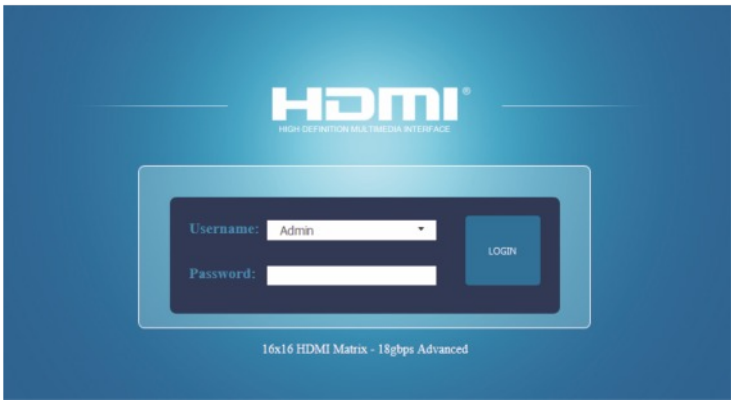 HDMI®
HIGH DEFINITION MULTIMEDIA INTERFACE
Username: Admin
LOGIN
Password:
16x16 HDMI Matrix - 18gbps Advanced